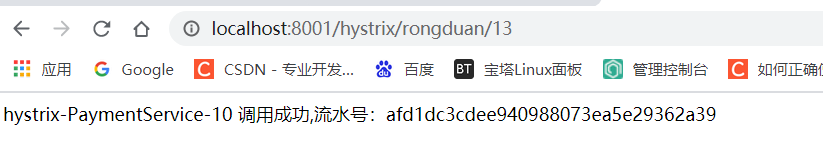 localhost:8001/hystrix/rongduan/13
应用 Google CSDN - 专业开发... 百度 BT 宝塔Linux面板 管理控制台 如何正确
hystrix-PaymentService-10 调用成功,流水号：afd1dc3cdee940988073ea5e29362a39